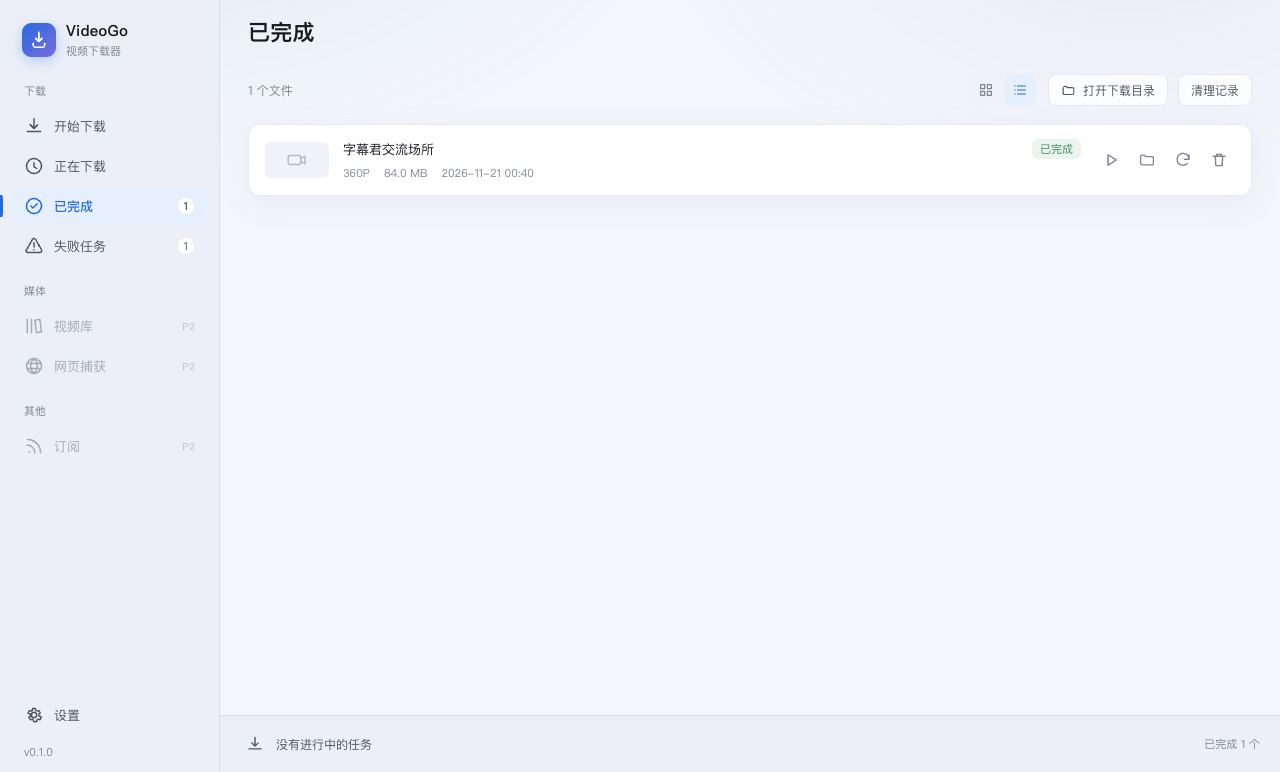 VideoGo
视频下载器
下载
开始下载
正在下载
已完成 1
失败任务 1
媒体
视频库 P2
网页捕获 P2
其他
订阅 P2
设置
v0.1.0
已完成
1 个文件
打开下载目录 清理记录
字幕君交流场所
已完成
360P 84.0 MB 2026-11-21 00:40
没有进行中的任务
已完成 1 个